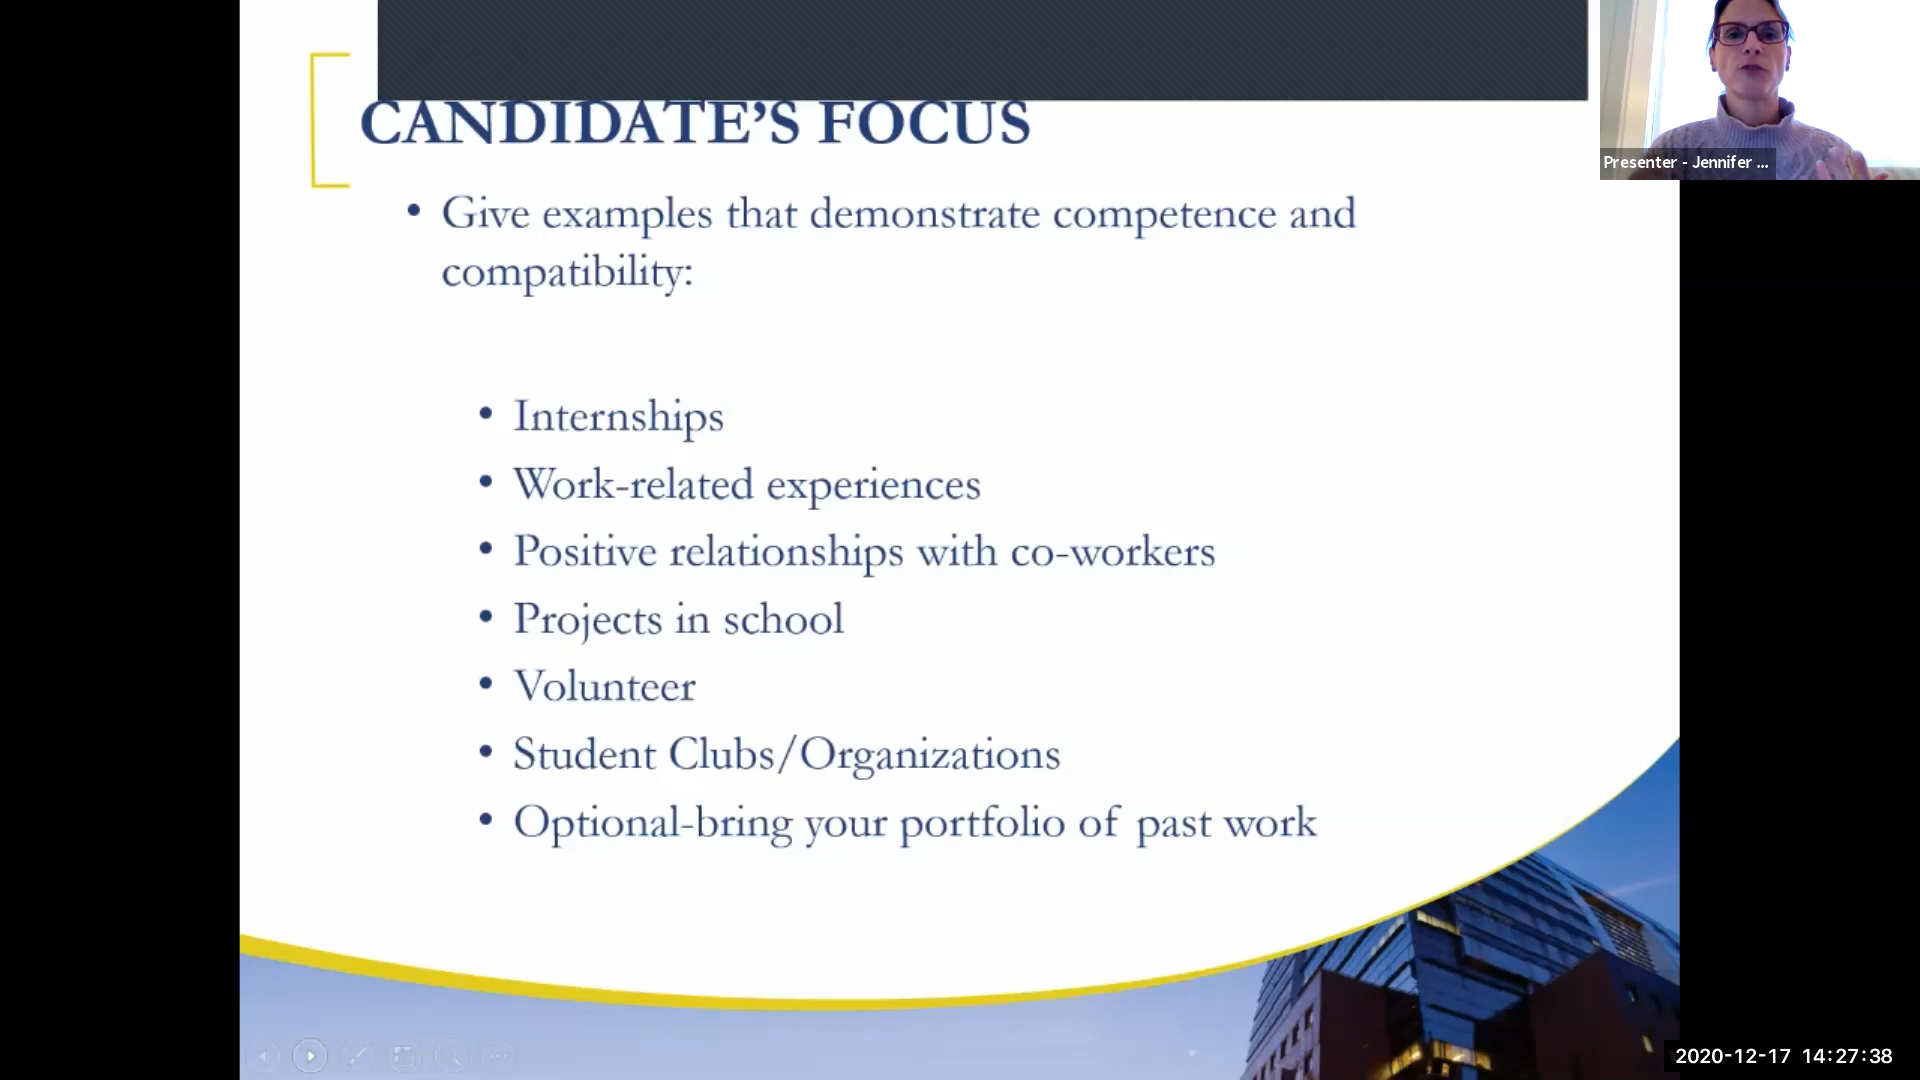 CANDIDATE’S FOCUS
Presenter - Jennifer ...
• Give examples that demonstrate competence and
compatibility:
• Internships
• Work-related experiences
• Positive relationships with co-workers
• Projects in school
• Volunteer
• Student Clubs/Organizations
• Optional-bring your portfolio of past work
2020-12-17 14:27:38